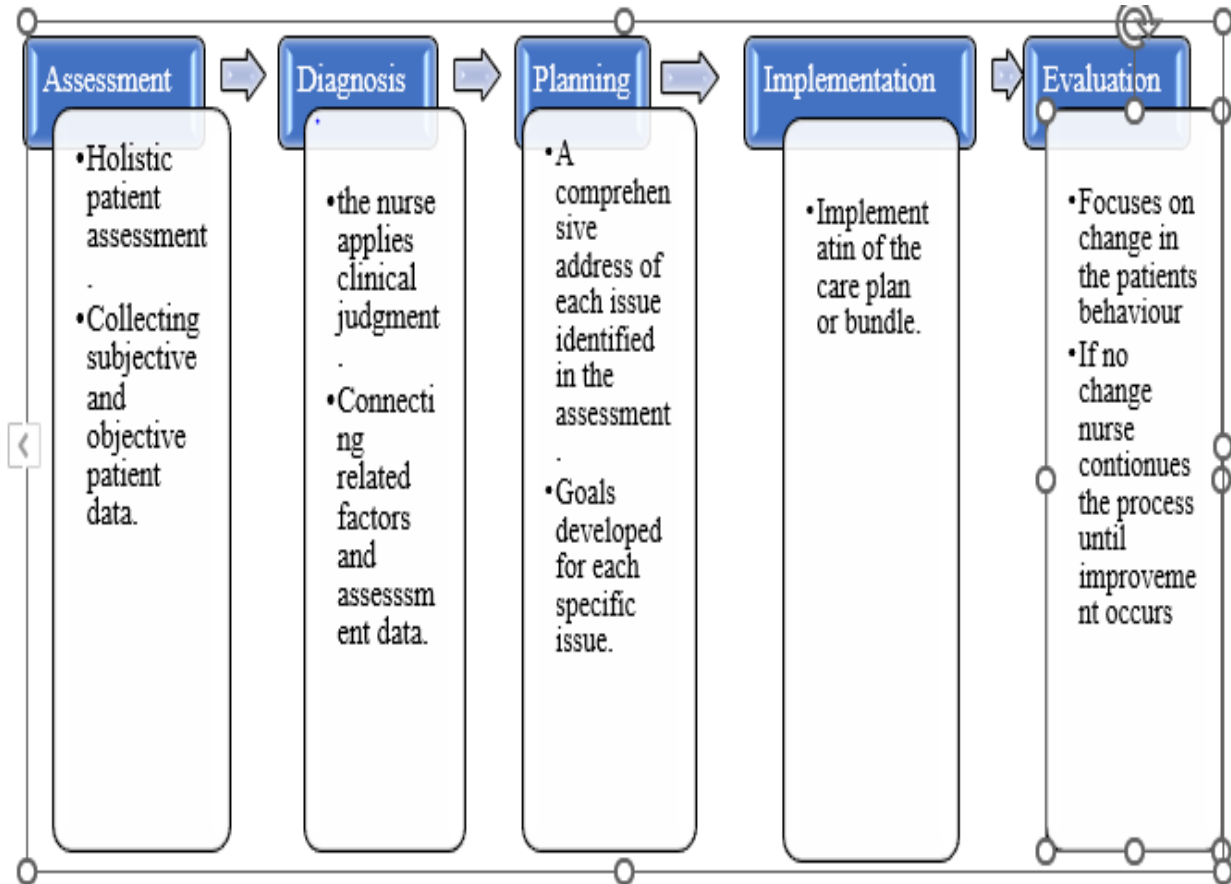 Assessment
•Holistic
patient
assessment
.
•Collecting
subjective
and
objective
patient
data.
Diagnosis
•the nurse
applies
clinical
judgment
.
•Connecti
ng
related
factors
and
assesssm
ent data.
Planning
•A
comprehen
sive
address of
each issue
identified
in the
assessment
.
•Goals
developed
for each
specific
issue.
Implementation
•Implement
atin of the
care plan
or bundle.
Evaluation
•Focuses on
change in
the patients
behaviour
•If no
change
nurse
contionues
the process
until
improveme
nt occurs